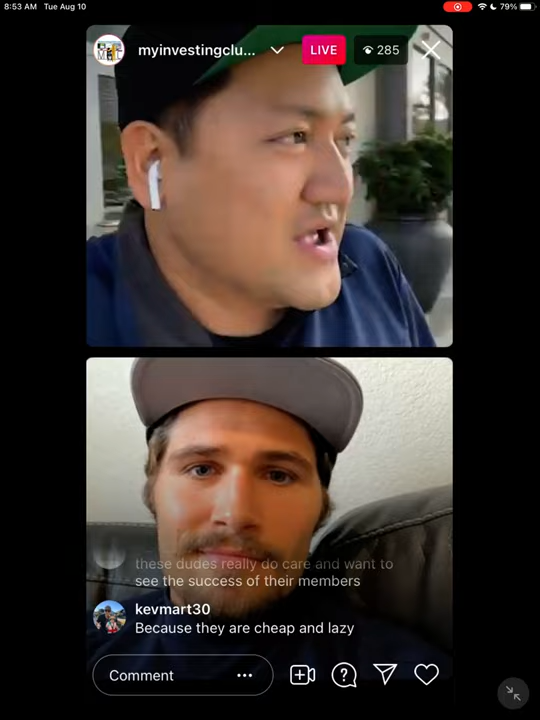 8:53 AM Tue Aug 10
79%
myinvestingclu...
LIVE
285
these dudes really do care and want to
see the success of their members
kevmart30
Because they are cheap and lazy
Comment